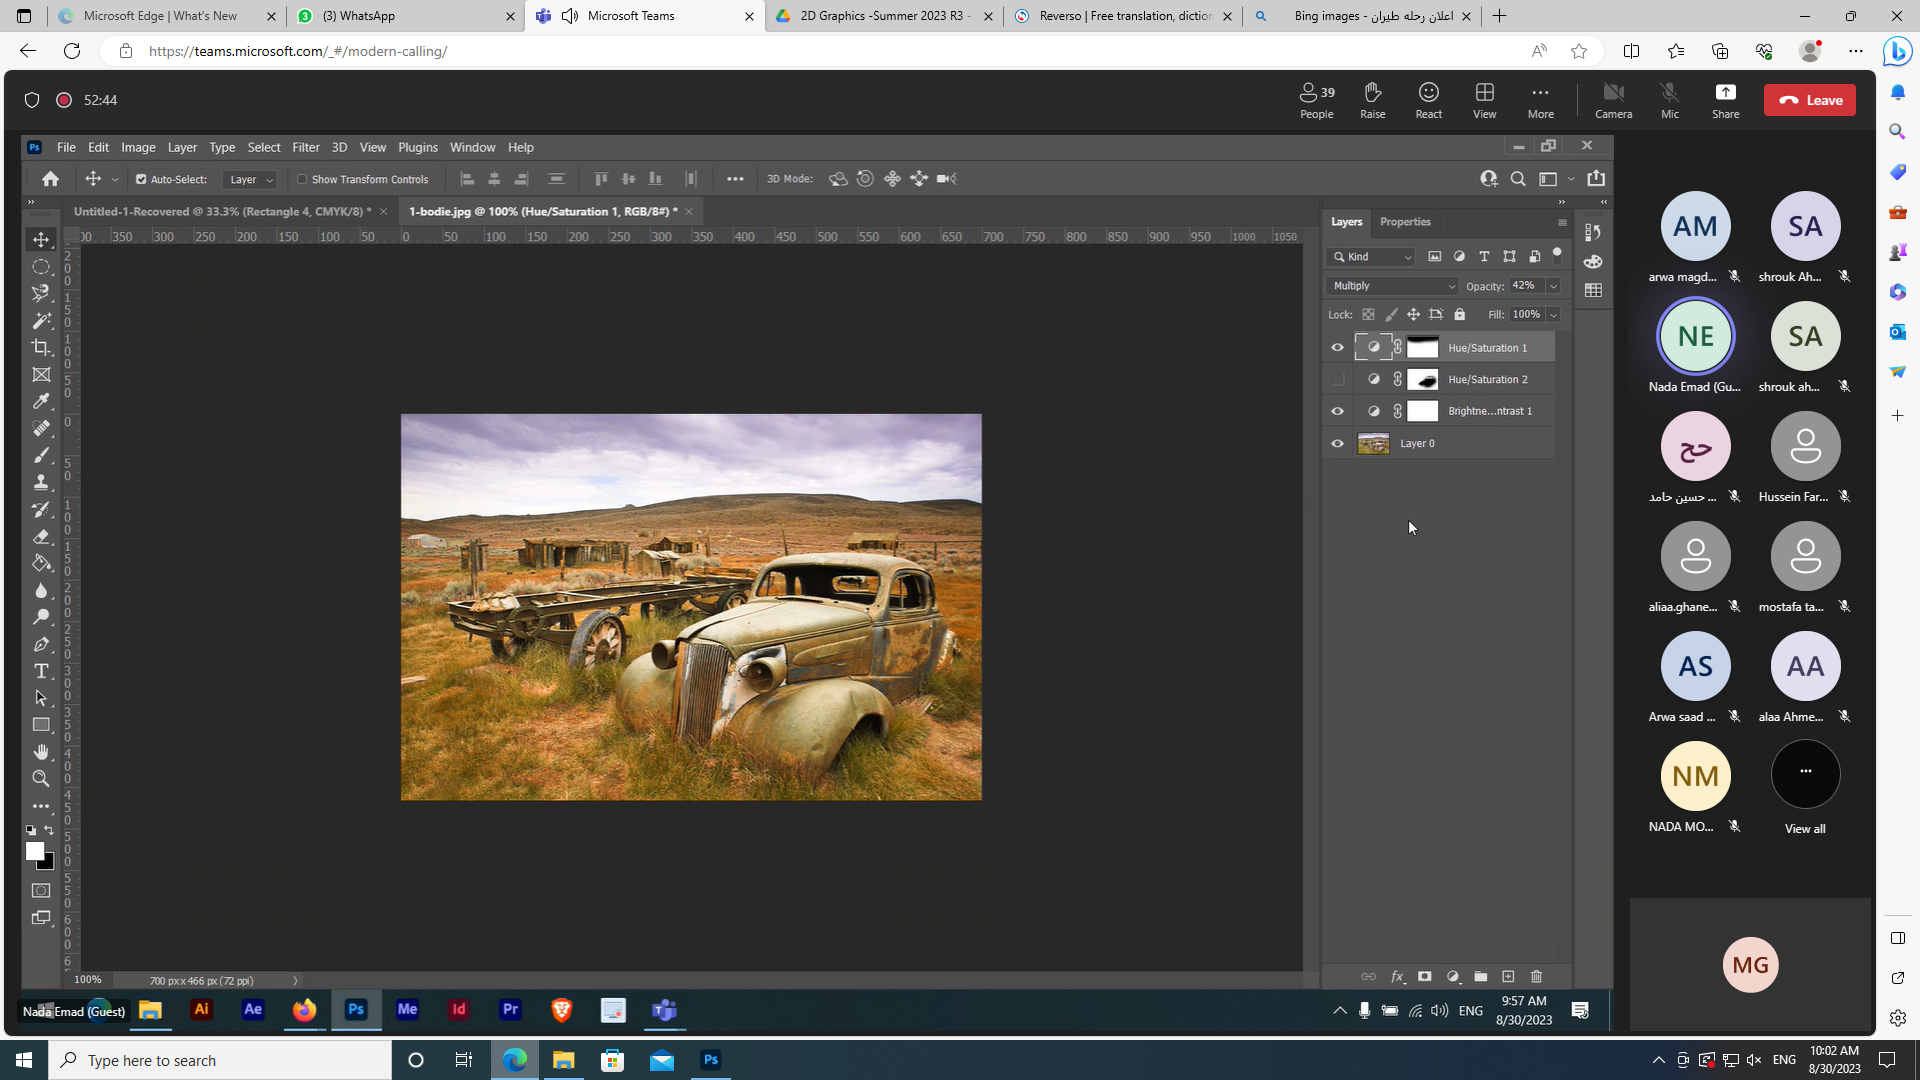 Microsoft Edge | What's New
(3) WhatsApp
Microsoft Teams
2D Graphics -Summer 2023 R3 -
Reverso | Free translation, diction
Bing images - اعلان رحله طيران
https://teams.microsoft.com/_#/modern-calling/
52:44
39
People
Raise
React
View
More
Camera
Mic
Share
Leave
Ps
File Edit Image Layer Type Select Filter 3D View Plugins Window Help
Auto-Select:
Layer
Show Transform Controls
3D Mode:
Untitled-1-Recovered @ 33.3% (Rectangle 4, CMYK/8) *
1-bodie.jpg @ 100% (Hue/Saturation 1, RGB/8#) *
350 300 250 200 150 100 50 0 50 100 150 200 250 300 350 400 450 500 550 600 650 700 750 800 850 900 950 1000 1050
Layers
Properties
Kind
Multiply
Opacity: 42%
Lock:
Fill: 100%
Hue/Saturation 1
Hue/Saturation 2
Brightne...ntrast 1
Layer 0
100%
700 px x 466 px (72 ppi)
fx
AM
arwa magd...
SA
shrouk Ah...
NE
Nada Emad (Gu...
SA
shrouk ah...
حح
حسين حامد ...
Hussein Far...
aliaa.ghane...
mostafa ta...
AS
Arwa saad ...
AA
alaa Ahme...
NM
NADA MO...
View all
MG
Nada Emad (Guest)
Ai
Ae
Ps
Me
Id
Pr
ENG
9:57 AM
8/30/2023
Type here to search
Ps
ENG
10:02 AM
8/30/2023